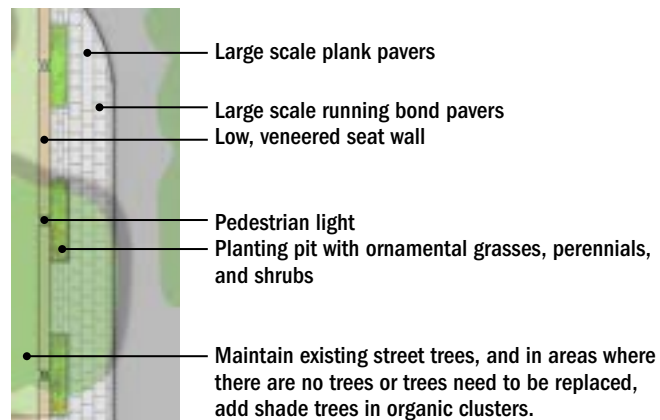 Large scale plank pavers
Large scale running bond pavers
Low, veneered seat wall
Pedestrian light
Planting pit with ornamental grasses, perennials,
and shrubs
Maintain existing street trees, and in areas where
there are no trees or trees need to be replaced,
add shade trees in organic clusters.